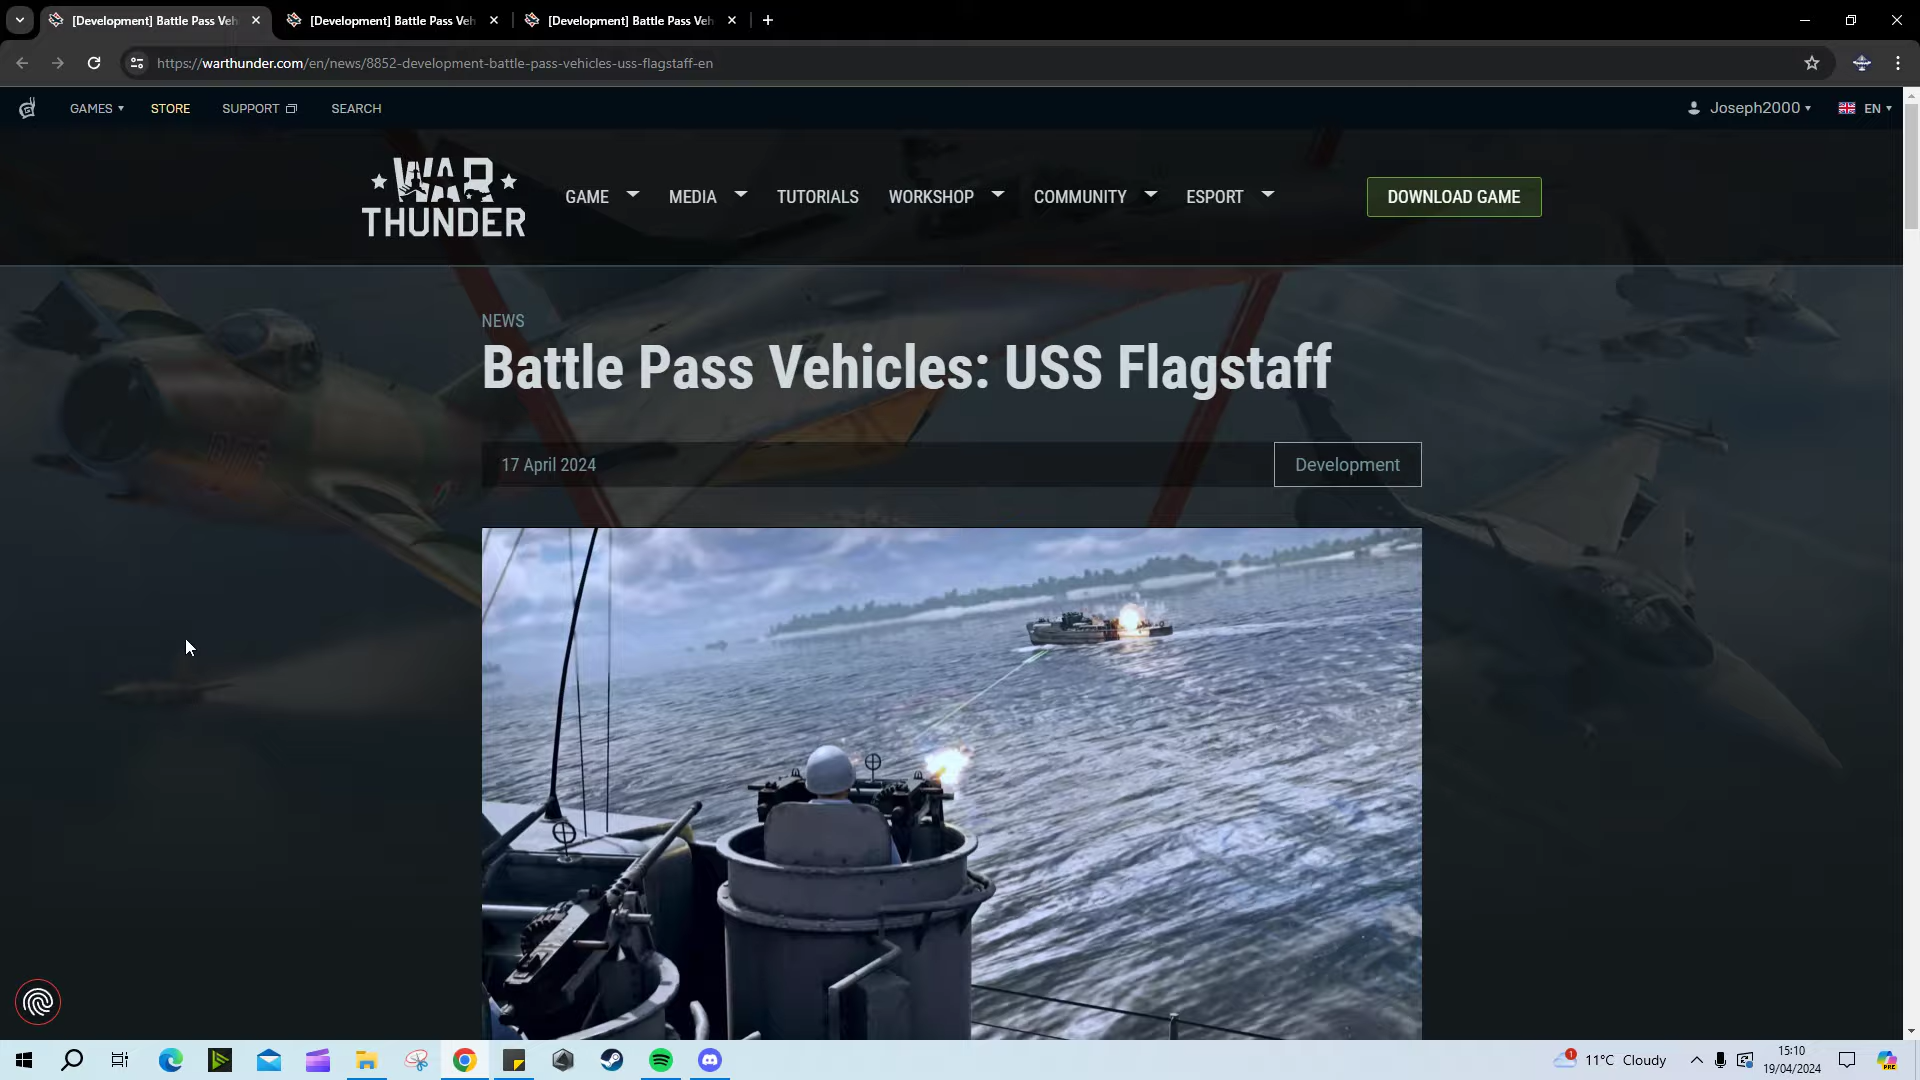 [Development] Battle Pass Veh
[Development] Battle Pass Veh
[Development] Battle Pass Veh
https://warthunder.com/en/news/8852-development-battle-pass-vehicles-uss-flagstaff-en
GAMES
STORE
SUPPORT
SEARCH
Joseph2000
EN
WAR
THUNDER
GAME
MEDIA
TUTORIALS
WORKSHOP
COMMUNITY
ESPORT
DOWNLOAD GAME
NEWS
Battle Pass Vehicles: USS Flagstaff
17 April 2024
Development
1
11°C Cloudy
15:10
19/04/2024
PRE